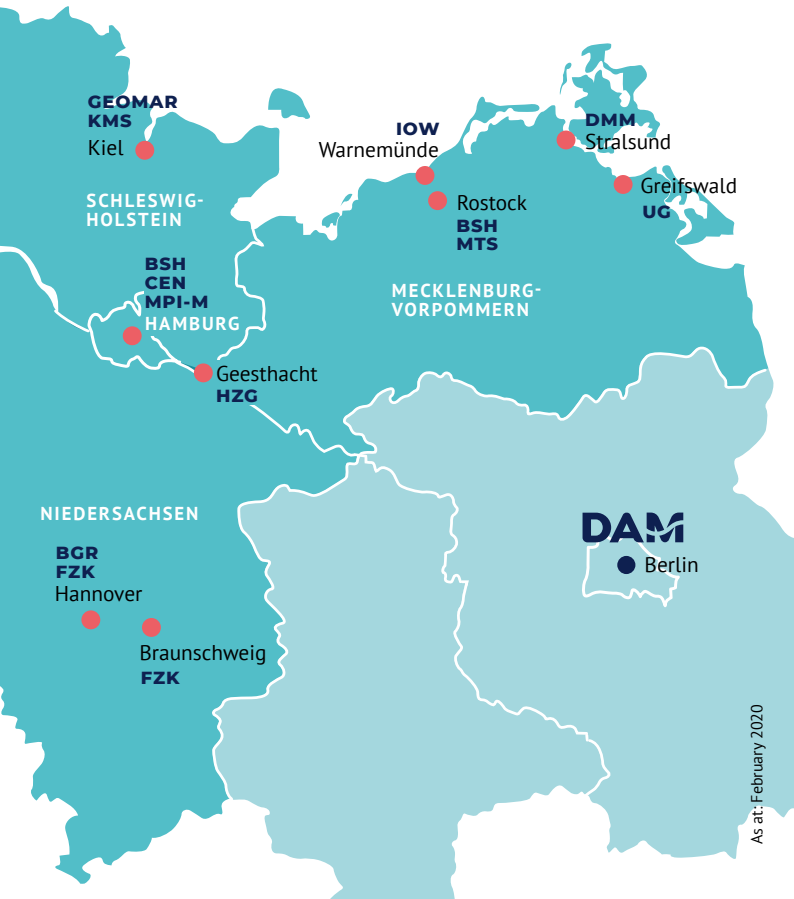 GEOMAR
KMS
Kiel
SCHLESWIG-
HOLSTEIN
IOW
Warnemünde
DMM
Stralsund
Greifswald
UG
Rostock
BSH
MTS
BSH
CEN
MPI-M
HAMBURG
MECKLENBURG-
VORPOMMERN
Geesthacht
HZG
NIEDERSACHSEN
BGR
FZK
Hannover
Braunschweig
FZK
DAM
Berlin
As at: February 2020